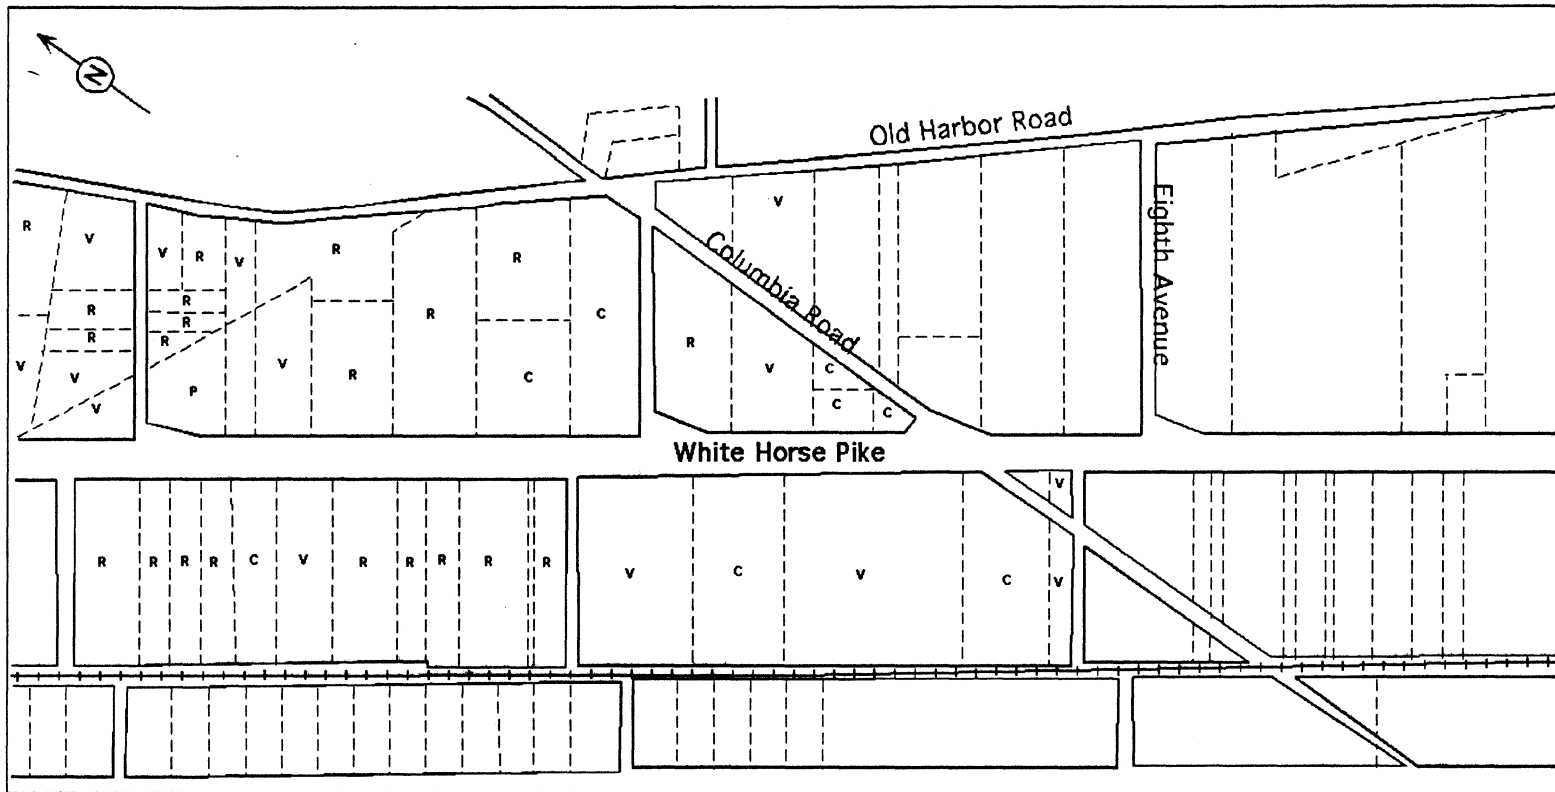 N
Old Harbor Road
Eighth Avenue
Columbia Road
R
V
V R V
R
R
R
R
R
R
C
V
R
R
R
R
V
V
V
P
V
R
C
R
V
C
C
C
V
White Horse Pike
V
R R R R C V R R R R R
V C V C V